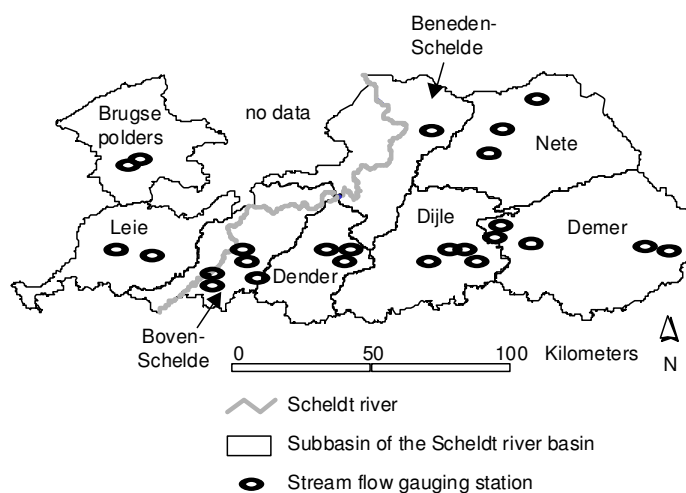 Beneden-
Schelde
Brugse
polders
no data
Nete
Leie
Dijle
Demer
Dender
Boven-
Schelde
0 50 100 Kilometers
N
Scheldt river
Subbasin of the Scheldt river basin
Stream flow gauging station